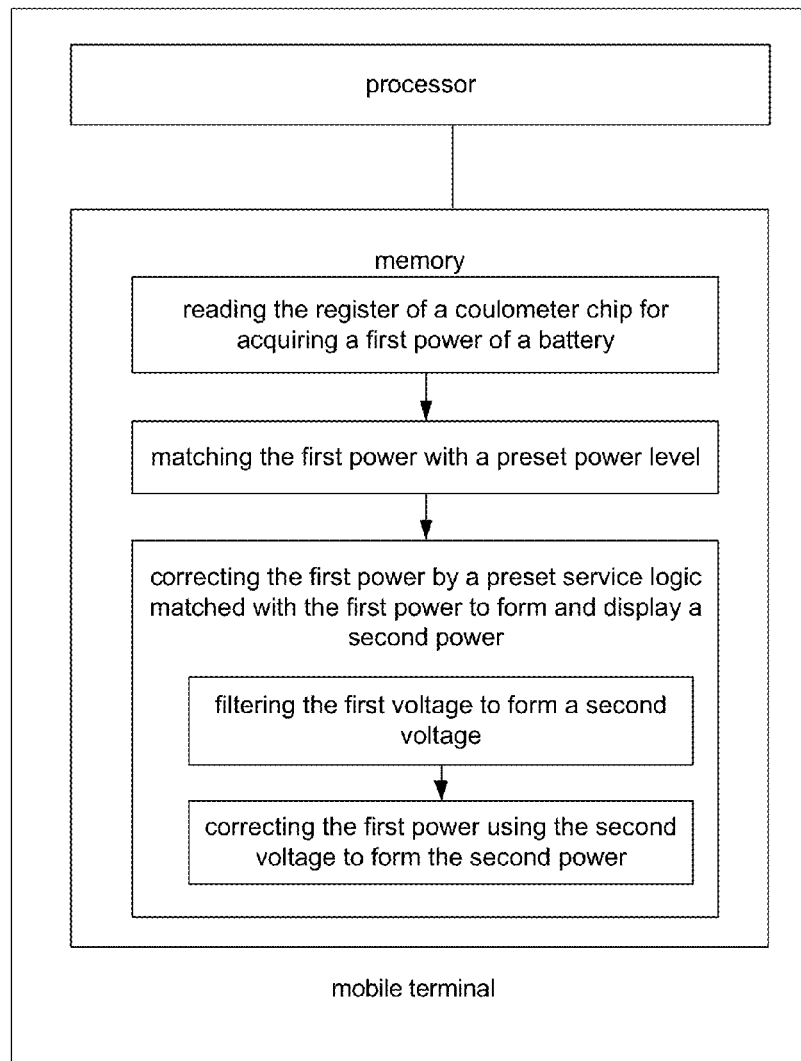 processor
memory
reading the register of a coulometer chip for
acquiring a first power of a battery
matching the first power with a preset power level
correcting the first power by a preset service logic
matched with the first power to form and display a
second power
filtering the first voltage to form a second
voltage
correcting the first power using the second
voltage to form the second power
mobile terminal